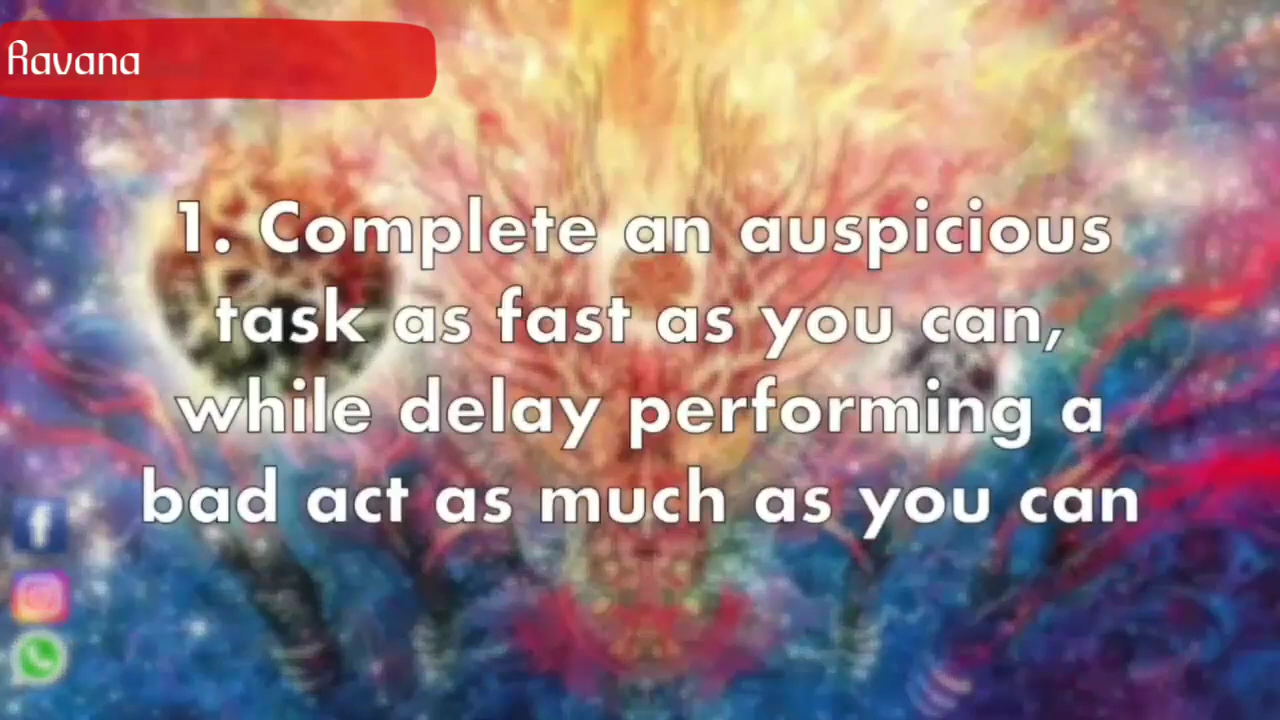 Ravana
1. Complete an auspicious
task as fast as you can,
while delay performing a
bad act as much as you can